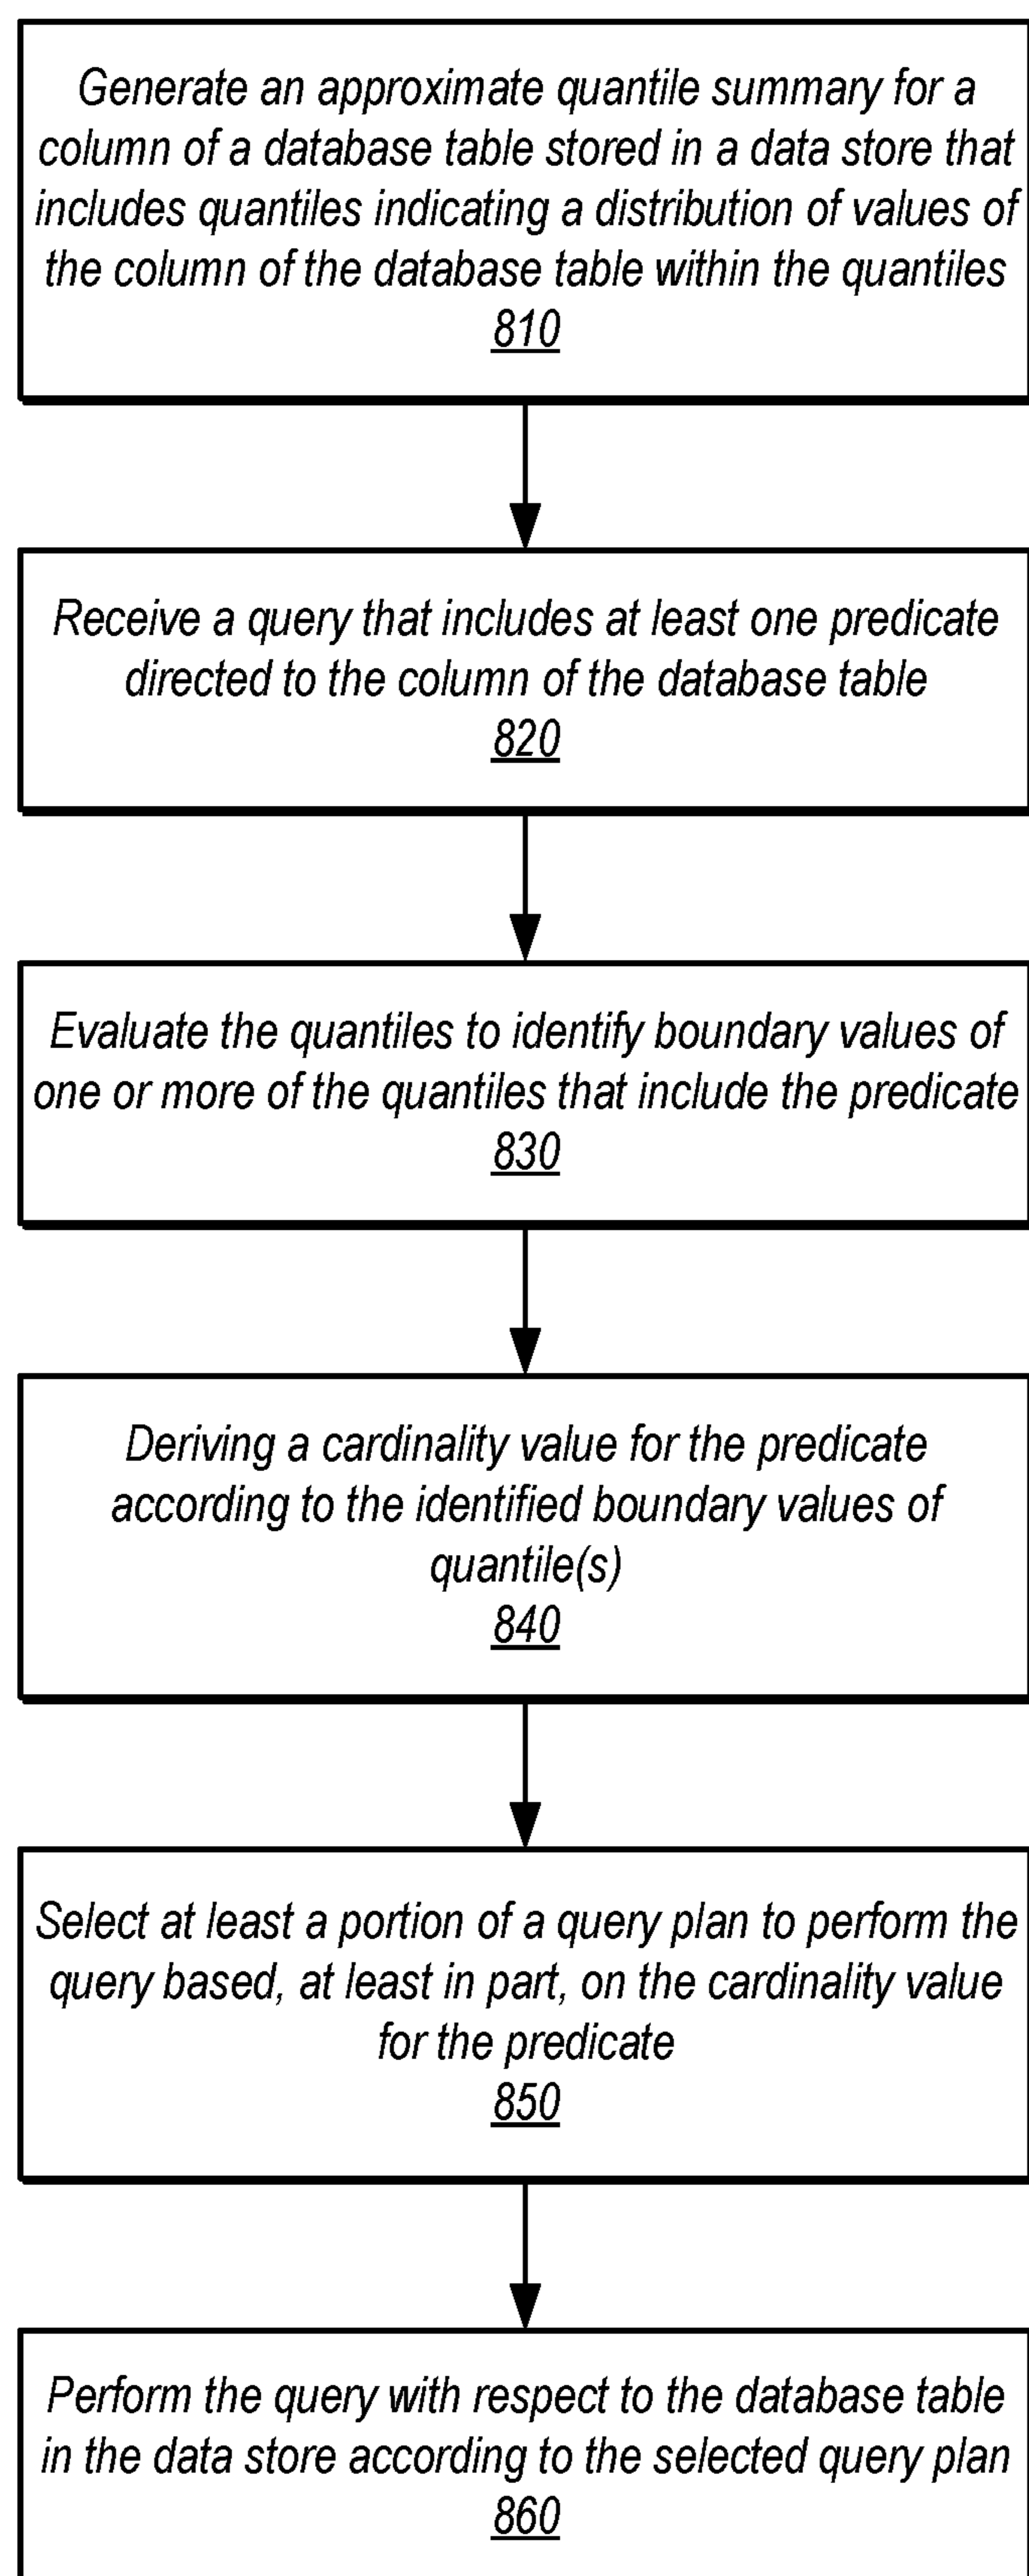 Generate an approximate quantile summary for a
column of a database table stored in a data store that
includes quantiles indicating a distribution of values of
the column of the database table within the quantiles
810
Receive a query that includes at least one predicate
directed to the column of the database table
820
Evaluate the quantiles to identify boundary values of
one or more of the quantiles that include the predicate
830
Deriving a cardinality value for the predicate
according to the identified boundary values of
quantile(s)
840
Select at least a portion of a query plan to perform the
query based, at least in part, on the cardinality value
for the predicate
850
Perform the query with respect to the database table
in the data store according to the selected query plan
860